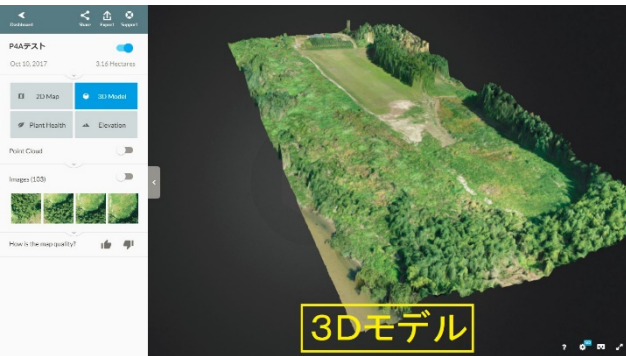 Dashboard
Share
Export
Support
P4Aテスト
Oct 10, 2017
3.16 Hectares
2D Map
3D Model
Plant Health
Elevation
Point Cloud
Images (103)
How is the map quality?
3Dモデル
?